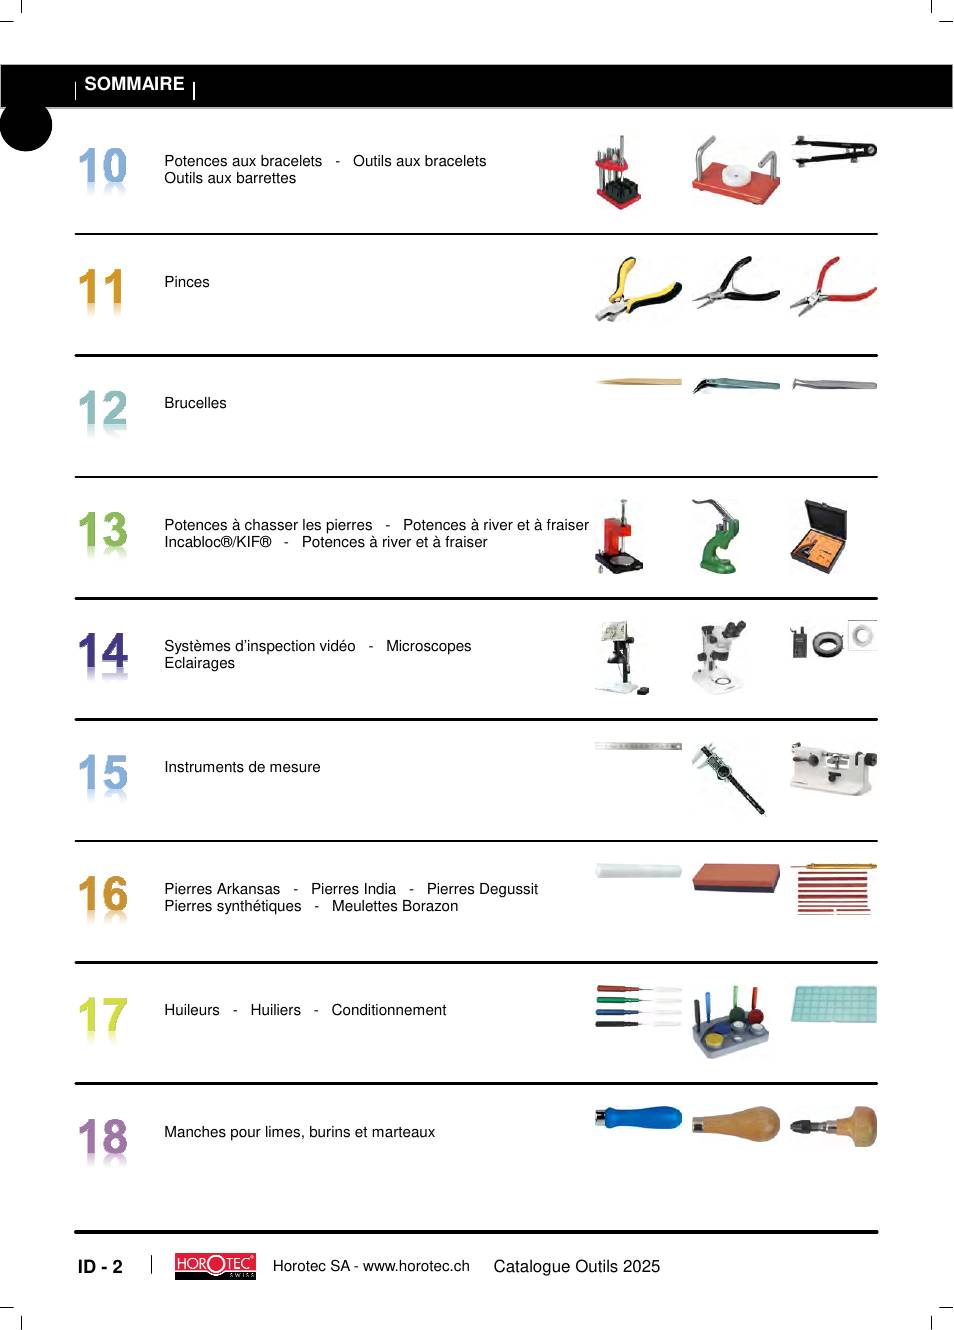 SOMMAIRE
10
Potences aux bracelets - Outils aux bracelets
Outils aux barrettes
11
Pinces
12
Brucelles
13
Potences à chasser les pierres - Potences à river et à fraiser
Incabloc®/KIF® - Potences à river et à fraiser
14
Systèmes d'inspection vidéo - Microscopes
Eclairages
15
Instruments de mesure
16
Pierres Arkansas - Pierres India - Pierres Degussit
Pierres synthétiques - Meulettes Borazon
17
Huileurs - Huiliers - Conditionnement
18
Manches pour limes, burins et marteaux
ID - 2
HOROTEC®
SWISS
Horotec SA - www.horotec.ch
Catalogue Outils 2025